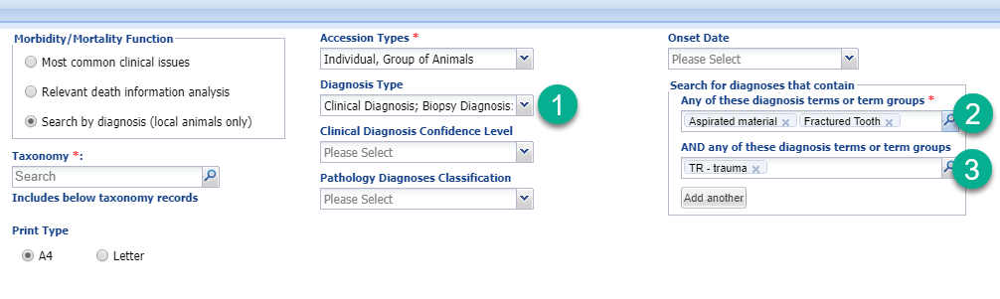 Morbidity/Mortality Function
Most common clinical issues
Relevant death information analysis
Search by diagnosis (local animals only)
Taxonomy *:
Search
Includes below taxonomy records
Print Type
A4 Letter
Accession Types *
Individual, Group of Animals
Diagnosis Type
Clinical Diagnosis; Biopsy Diagnosis;
1
Clinical Diagnosis Confidence Level
Please Select
Pathology Diagnoses Classification
Please Select
Onset Date
Please Select
Search for diagnoses that contain
Any of these diagnosis terms or term groups *
Aspirated material x Fractured Tooth x
2
AND any of these diagnosis terms or term groups
TR - trauma x
3
Add another